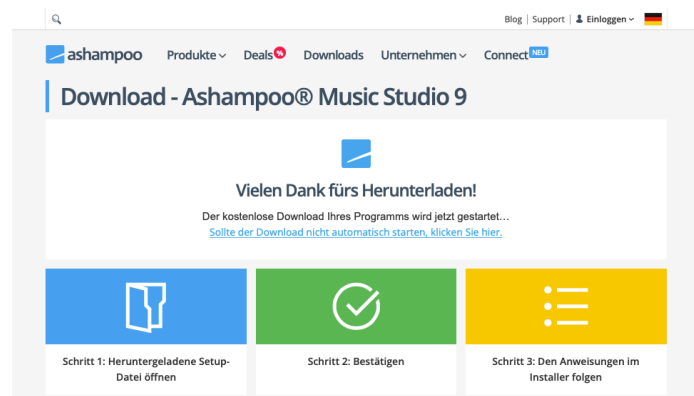 Blog | Support | Einloggen
ashampoo Produkte Deals % Downloads Unternehmen Connect NEU
Download - Ashampoo® Music Studio 9
Vielen Dank fürs Herunterladen!
Der kostenlose Download Ihres Programms wird jetzt gestartet...
Sollte der Download nicht automatisch starten, klicken Sie hier.
Schritt 1: Heruntergeladene Setup-
Datei öffnen
Schritt 2: Bestätigen
Schritt 3: Den Anweisungen im
Installer folgen